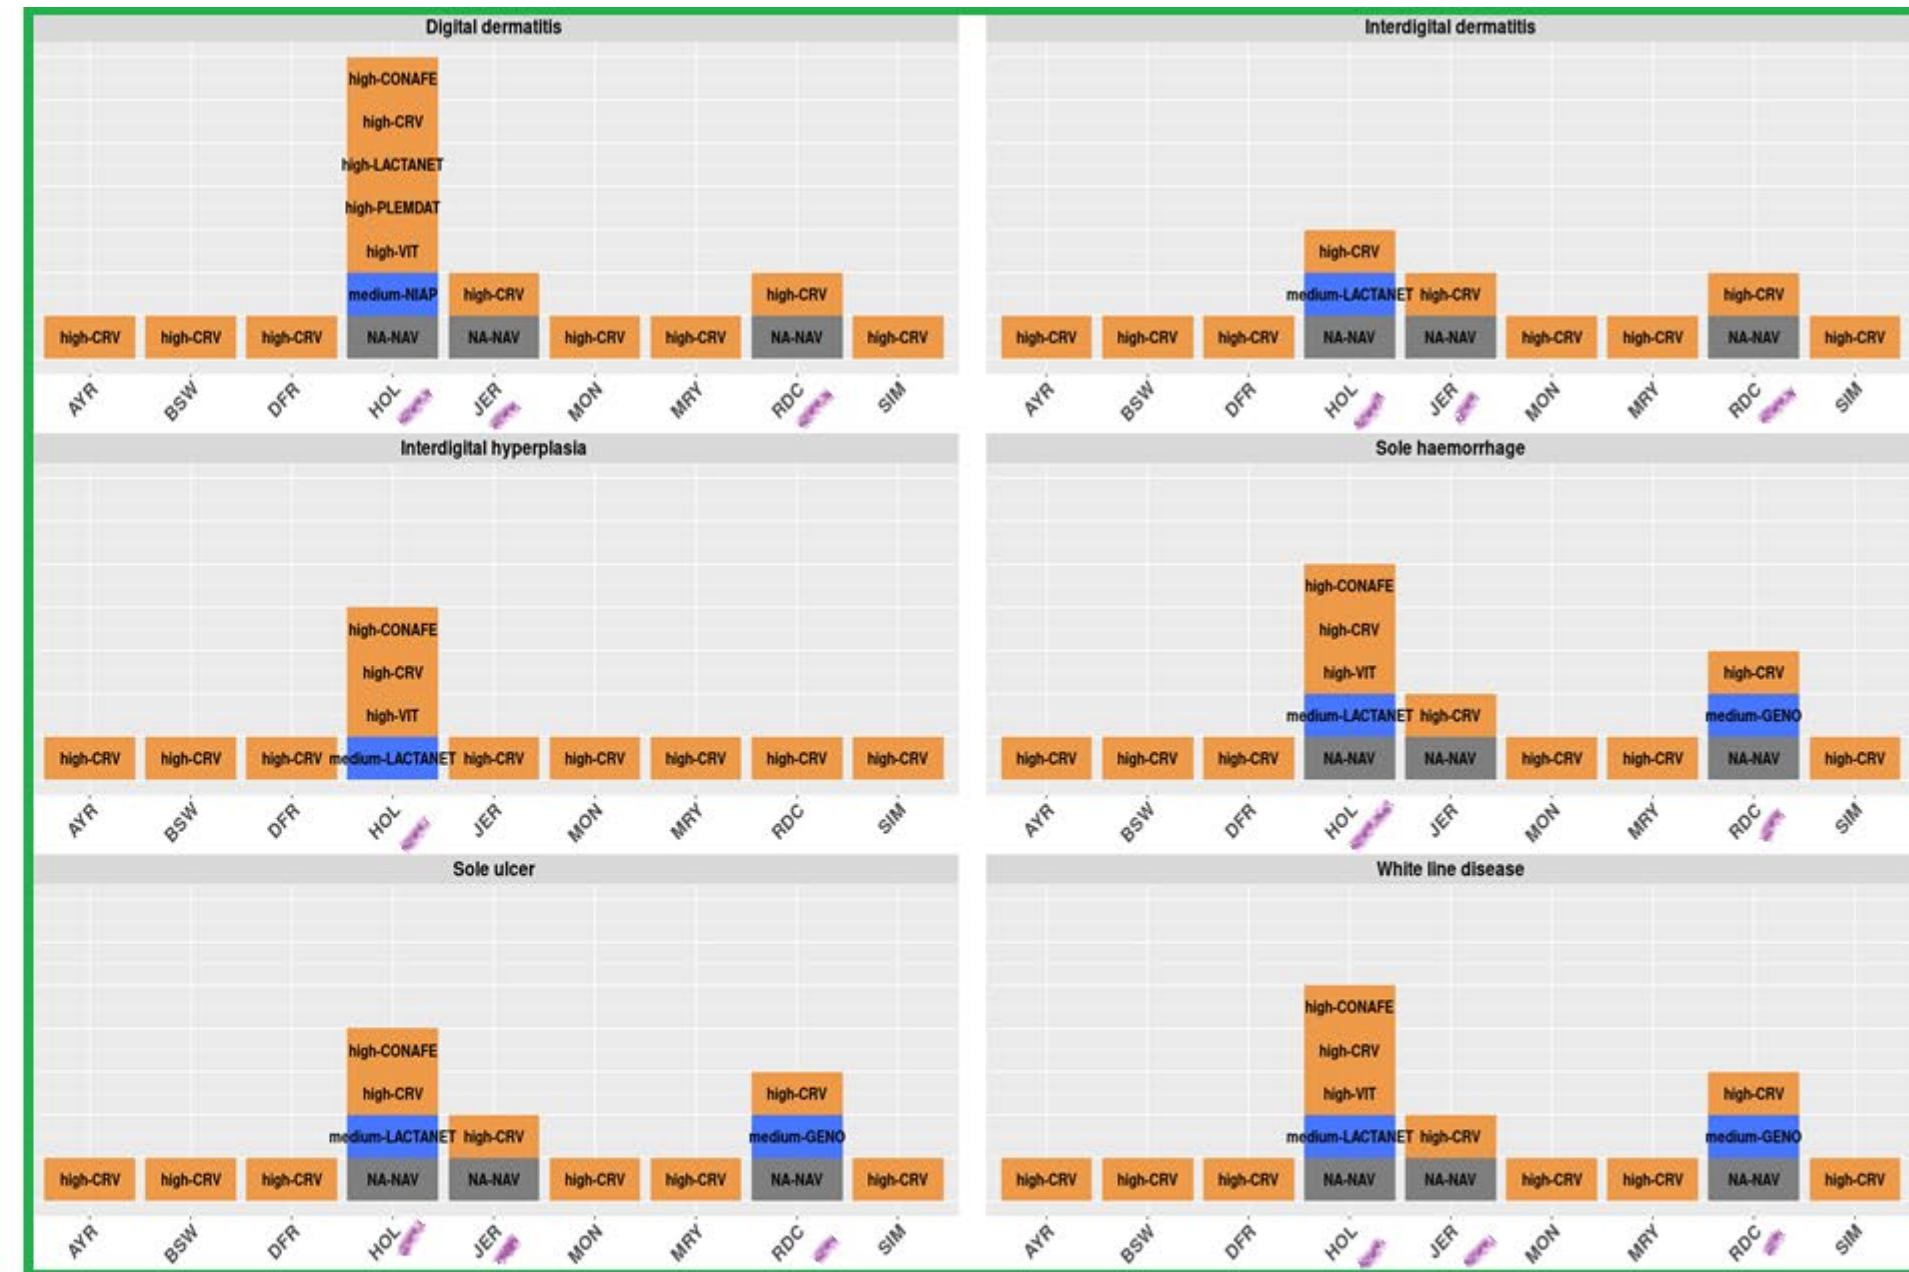 Digital dermatitis
high-CONAFE
high-CRV
high-LACTANET
high-PLEMDAT
high-VIT
medium-NIAP high-CRV high-CRV
high-CRV high-CRV high-CRV NA-NAV NA-NAV high-CRV high-CRV NA-NAV high-CRV
AYR BSW DFR HOL JER MON MRY RDC SIM
Interdigital dermatitis
high-CRV
medium-LACTANET high-CRV high-CRV
high-CRV high-CRV high-CRV NA-NAV NA-NAV high-CRV high-CRV NA-NAV high-CRV
AYR BSW DFR HOL JER MON MRY RDC SIM
Interdigital hyperplasia
high-CONAFE
high-CRV
high-VIT
high-CRV high-CRV high-CRV medium-LACTANET high-CRV high-CRV high-CRV high-CRV high-CRV
AYR BSW DFR HOL JER MON MRY RDC SIM
Sole haemorrhage
high-CONAFE
high-CRV
high-VIT high-CRV
medium-LACTANET high-CRV medium-GENO
high-CRV high-CRV high-CRV NA-NAV NA-NAV high-CRV high-CRV NA-NAV high-CRV
AYR BSW DFR HOL JER MON MRY RDC SIM
Sole ulcer
high-CONAFE
high-CRV high-CRV
medium-LACTANET high-CRV medium-GENO
high-CRV high-CRV high-CRV NA-NAV NA-NAV high-CRV high-CRV NA-NAV high-CRV
AYR BSW DFR HOL JER MON MRY RDC SIM
White line disease
high-CONAFE
high-CRV
high-VIT high-CRV
medium-LACTANET high-CRV medium-GENO
high-CRV high-CRV high-CRV NA-NAV NA-NAV high-CRV high-CRV NA-NAV high-CRV
AYR BSW DFR HOL JER MON MRY RDC SIM